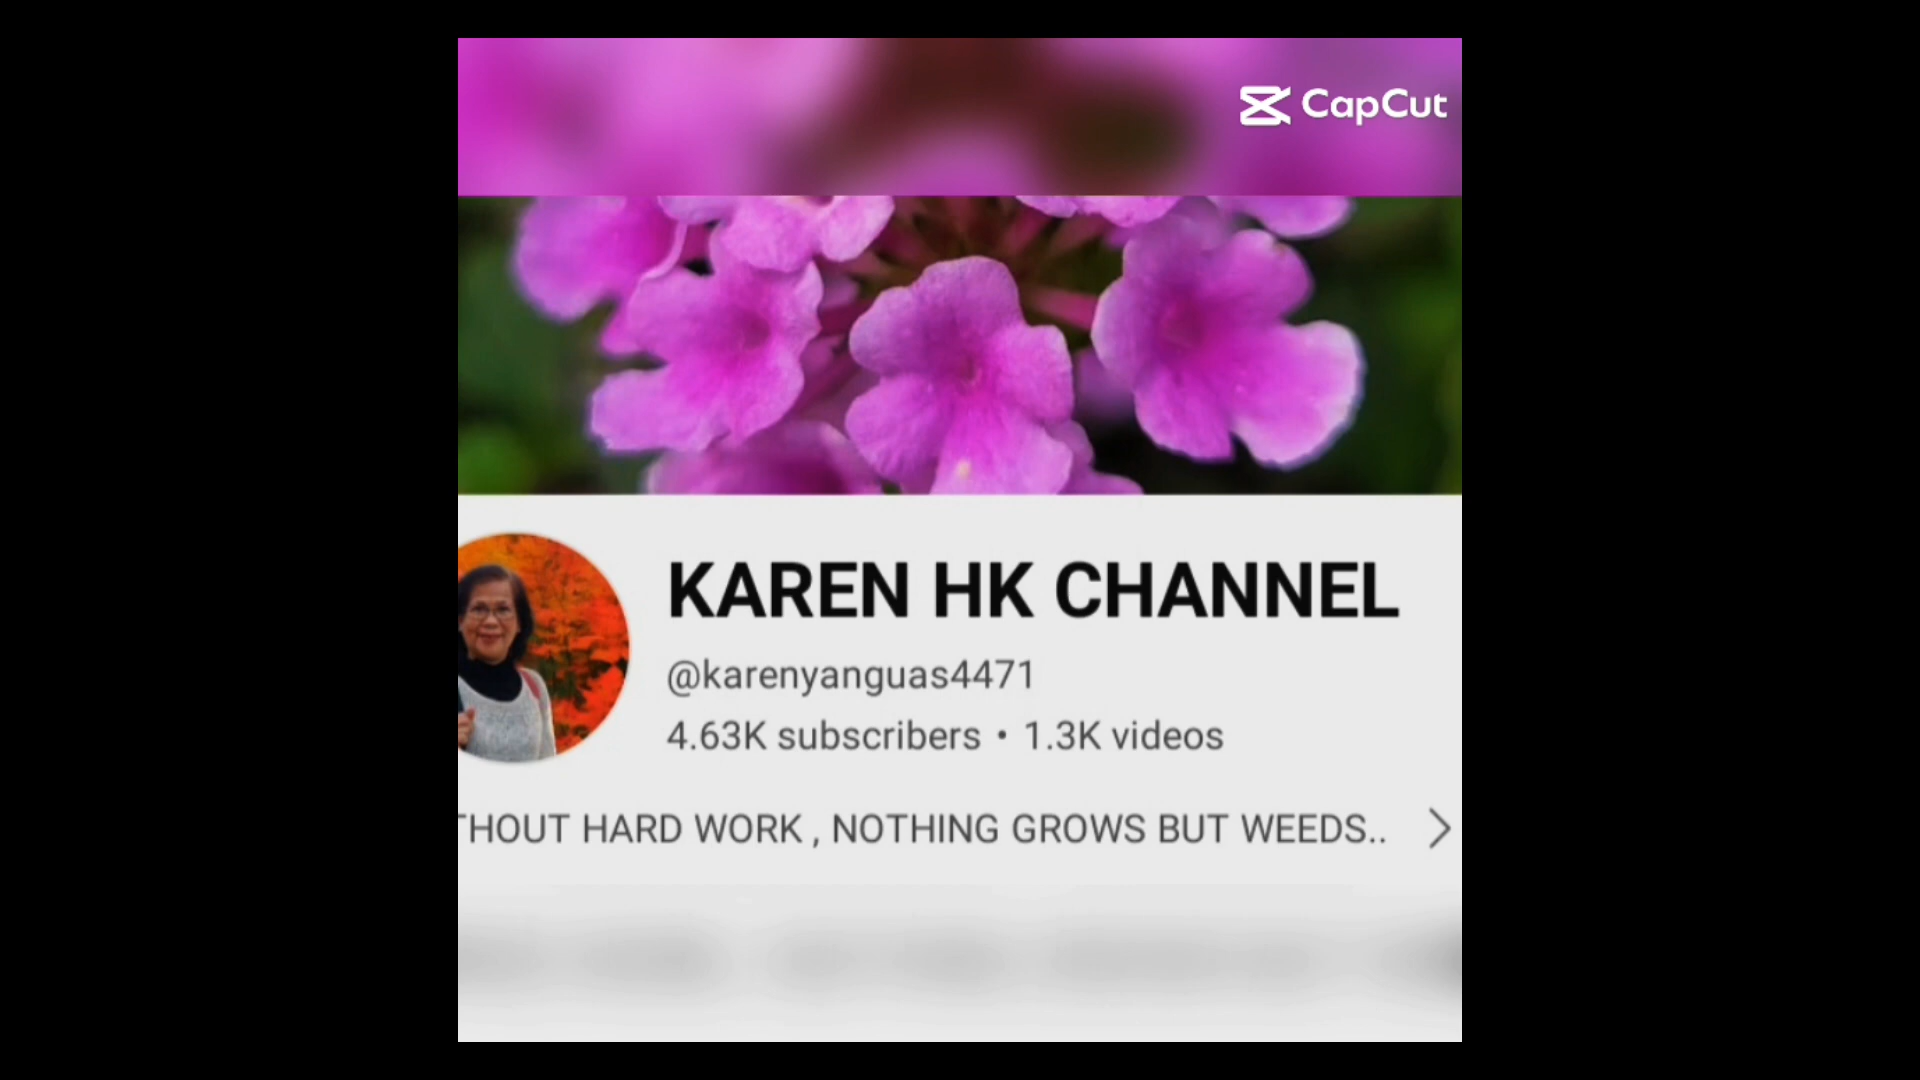 CapCut
KAREN HK CHANNEL
@karenyanguas4471
4.63K subscribers • 1.3K videos
THOUT HARD WORK , NOTHING GROWS BUT WEEDS..